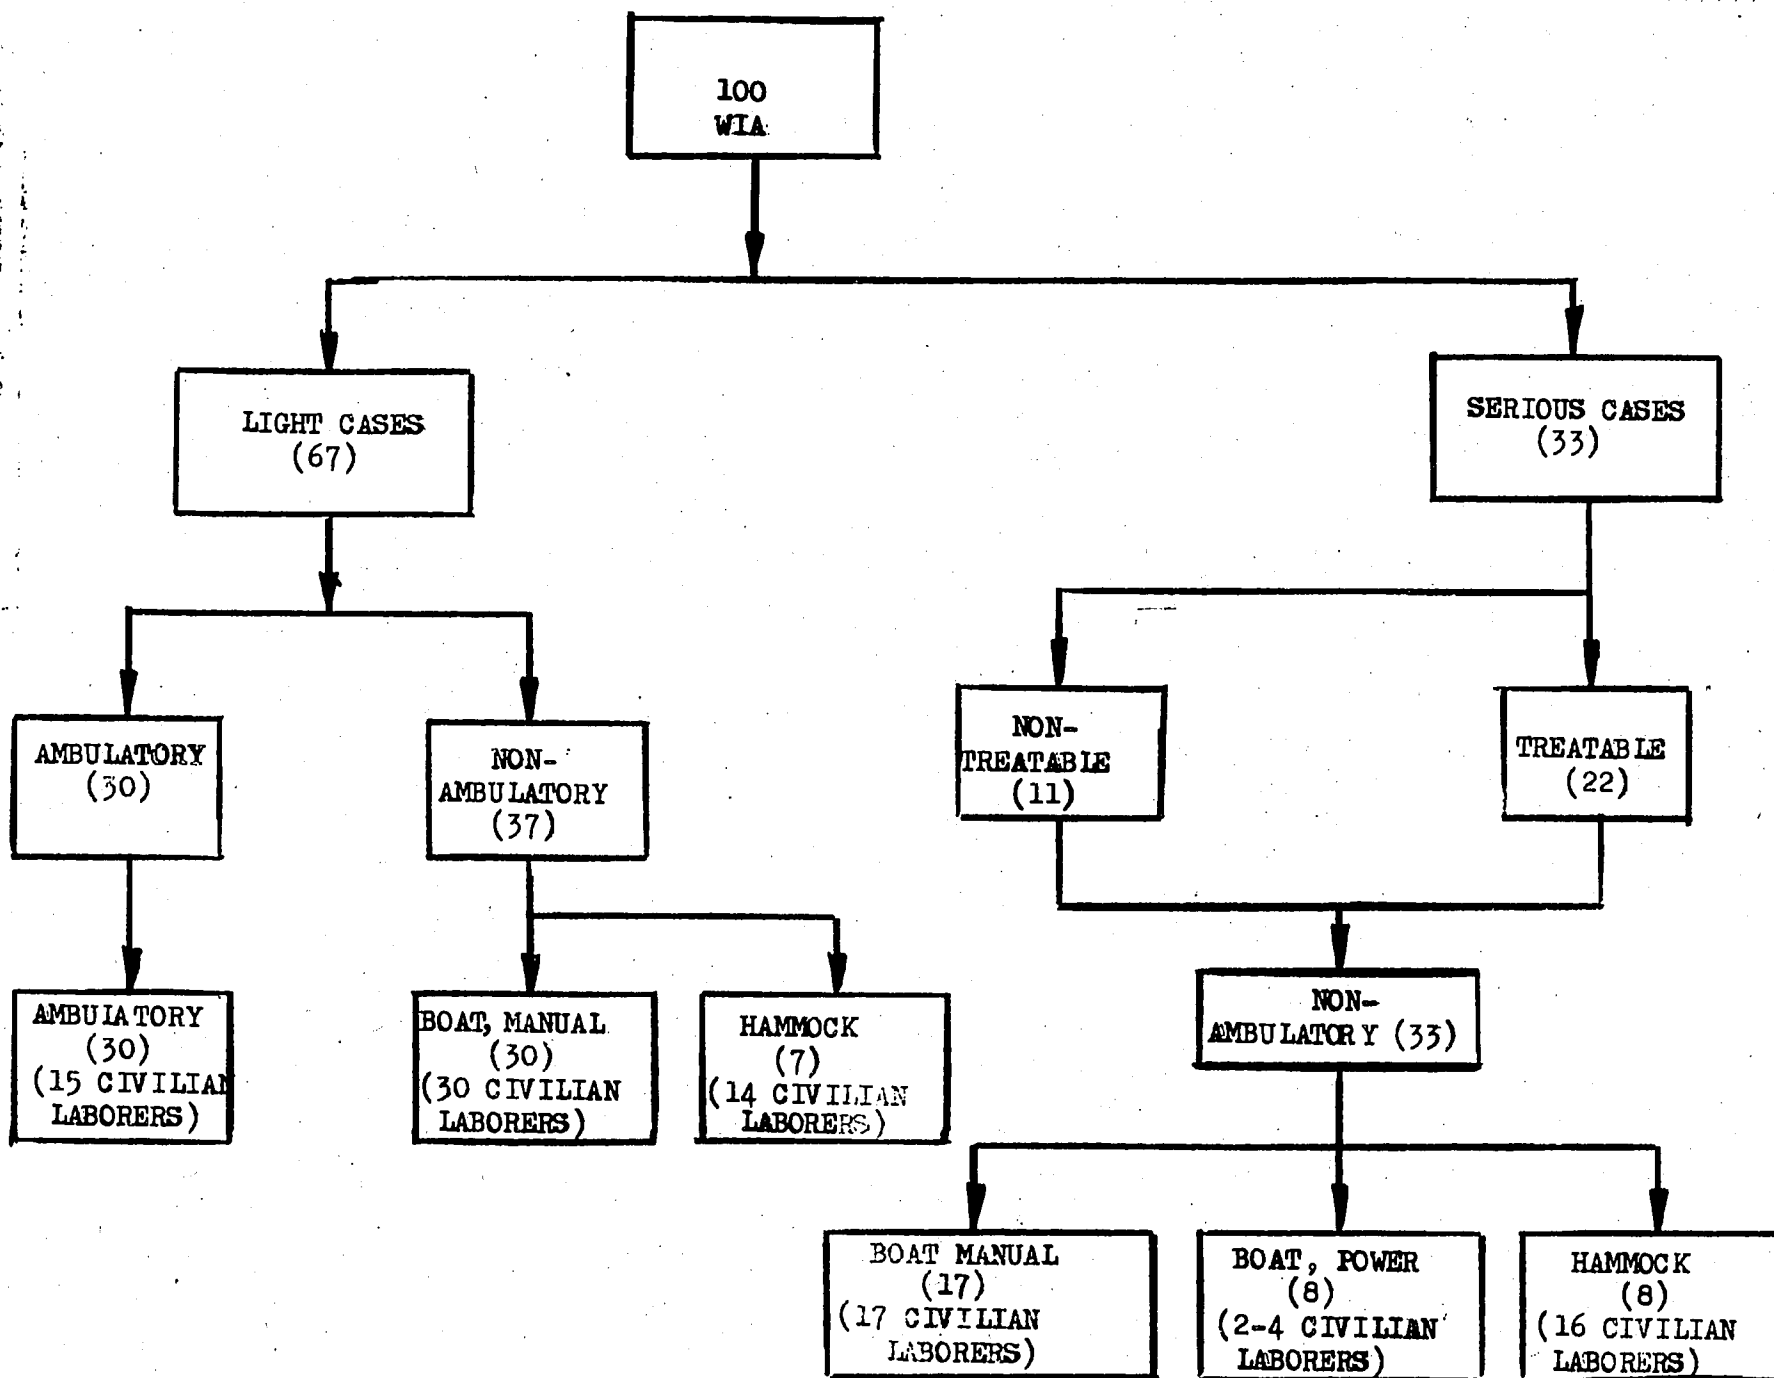 100
WIA
LIGHT CASES
(67)
SERIOUS CASES
(33)
AMBULATORY
(30)
NON-
AMBULATORY
(37)
NON-
TREATABLE
(11)
TREATABLE
(22)
AMBULATORY
(30)
(15 CIVILIAN
LABORERS)
BOAT, MANUAL
(30)
(30 CIVILIAN
LABORERS)
HAMMOCK
(7)
(14 CIVILIAN
LABORERS)
NON-
AMBULATORY (33)
BOAT MANUAL
(17)
(17 CIVILIAN
LABORERS)
BOAT, POWER
(8)
(2-4 CIVILIAN
LABORERS)
HAMMOCK
(8)
(16 CIVILIAN
LABORERS)